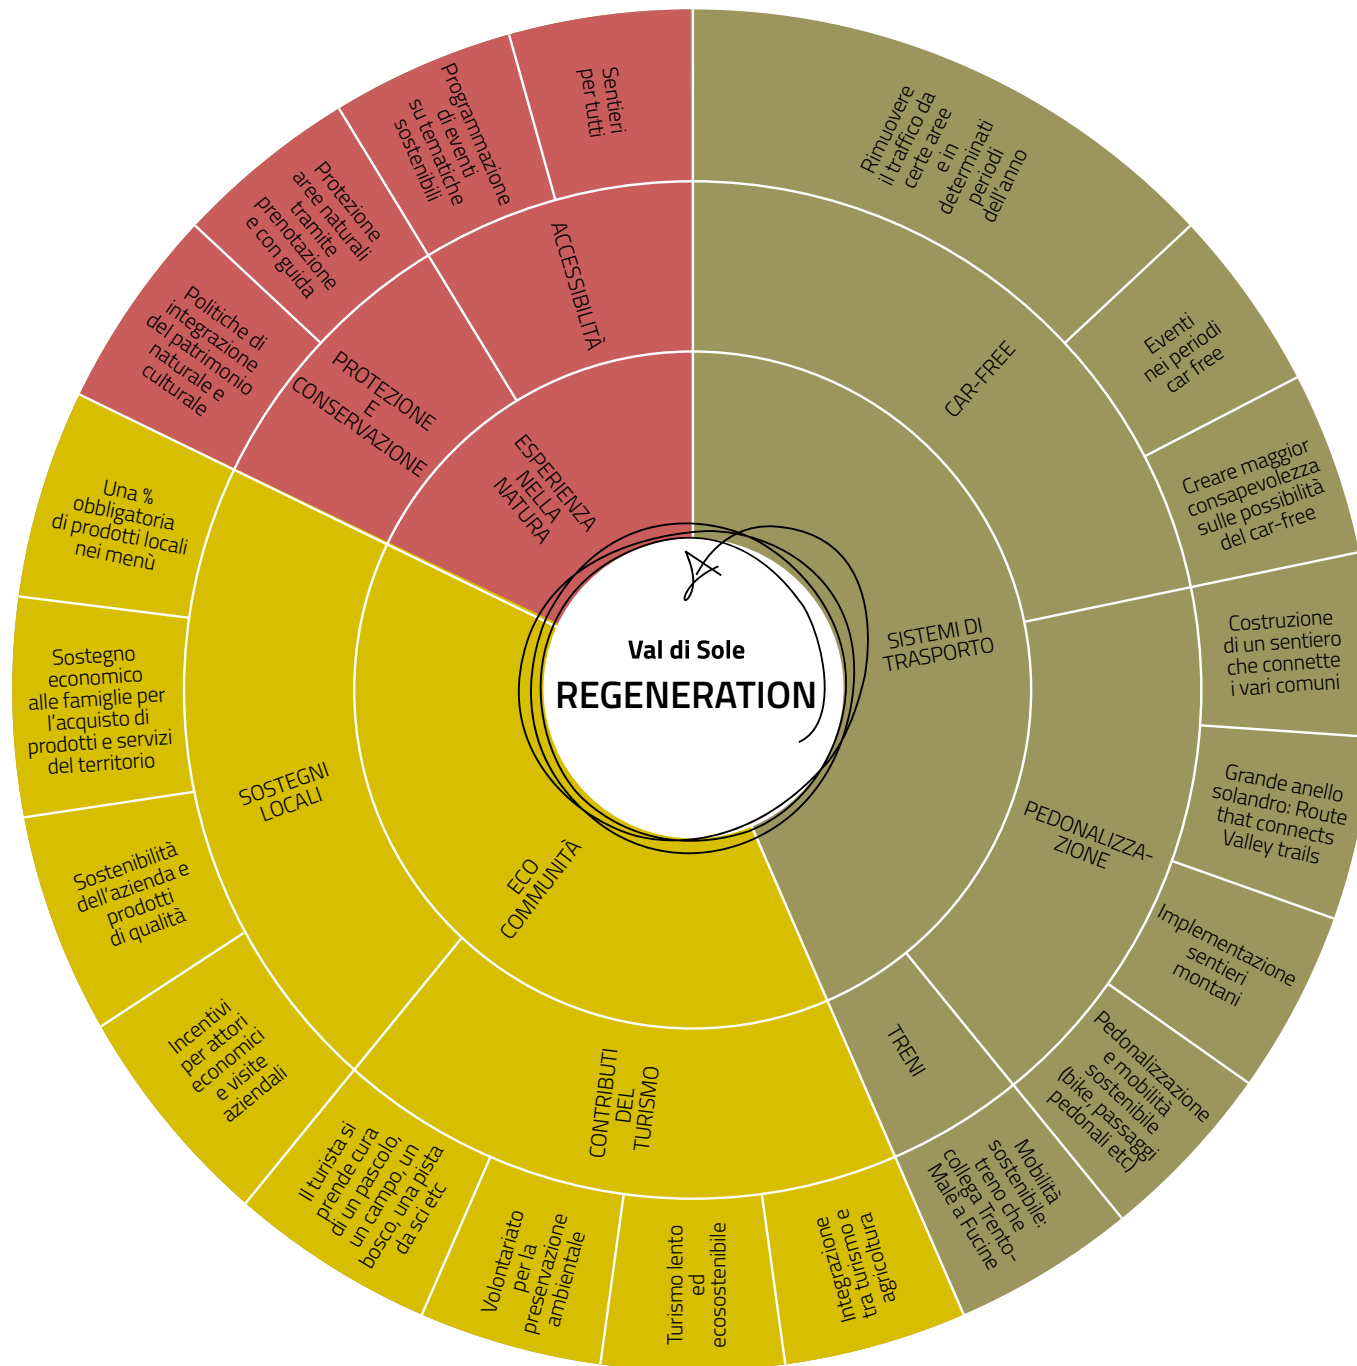 Val di Sole
REGENERATION
SISTEMI DI
TRASPORTO
CAR-FREE
Rimuovere
il traffico da
certe aree
e in
determinati
periodi
dell'anno
Eventi
nei periodi
car free
Creare maggior
consapevolezza
sulle possibilità
del car-free
PEDONALIZZA-
ZIONE
Costruzione
di un sentiero
che connette
i vari comuni
Grande anello
solandro: Route
that connects
Valley trails
Implementazione
sentieri
montani
Pedonalizzazione
e mobilità
sostenibile
(bike, passaggi
pedonali etc)
TRENI
Mobilità
sostenibile:
treno che
collega Trento-
Malé a Fucine
ECO
COMMUNITÀ
CONTRIBUTI
DEL
TURISMO
Integrazione
tra turismo e
agricoltura
Turismo lento
ed
ecosostenibile
Volontariato
per la
preservazione
ambientale
Il turista si
prende cura
di un pascolo,
un campo, un
bosco, una pista
da sci etc
SOSTEGNI
LOCALI
Incentivi
per attori
economici
e visite
aziendali
Sostenibilità
dell'azienda e
prodotti
di qualità
Sostegno
economico
alle famiglie per
l'acquisto di
prodotti e servizi
del territorio
Una %
obbligatoria
di prodotti locali
nei menù
ESPERIENZA
NELLA
NATURA
PROTEZIONE
E
CONSERVAZIONE
Politiche di
integrazione
del patrimonio
naturale e
culturale
Protezione
aree naturali
tramite
prenotazione
e con guida
ACCESSIBILITÀ
Programmazione
di eventi
su tematiche
sostenibili
Sentieri
per tutti